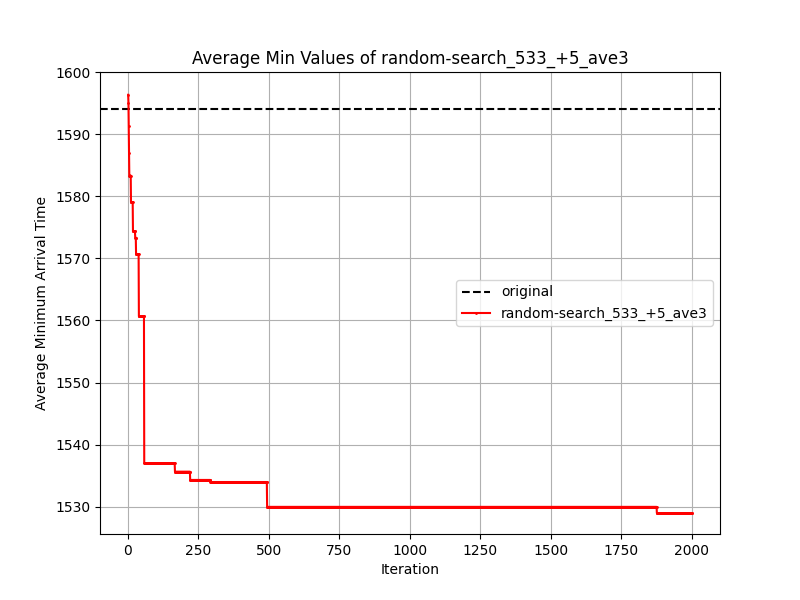 Average Min Values of random-search_533_+5_ave3
Average Minimum Arrival Time
1600
1590
1580
1570
1560
1550
1540
1530
original
random-search_533_+5_ave3
0 250 500 750 1000 1250 1500 1750 2000
Iteration